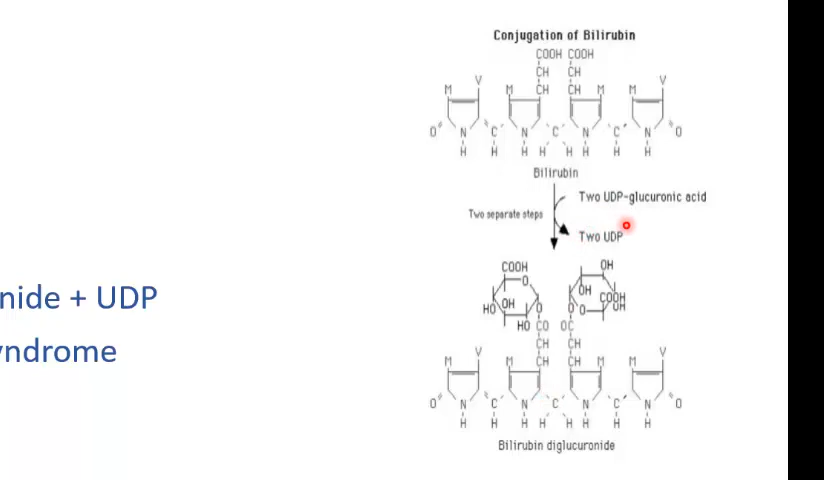 nide + UDP
yndrome
Conjugation of Bilirubin
COOH COOH
CH CH
V V
M M CH CH M M
O N C N C N C N O
H H H H H H H H
Bilirubin
Two UDP-glucuronic acid
Two separate steps
Two UDP
COOH OH
O OH COOH
HO OH O O O OH
HO CO OC
CH CH
V V
M M CH CH M M
O N C N C N C N O
H H H H H H H H
Bilirubin diglucuronide